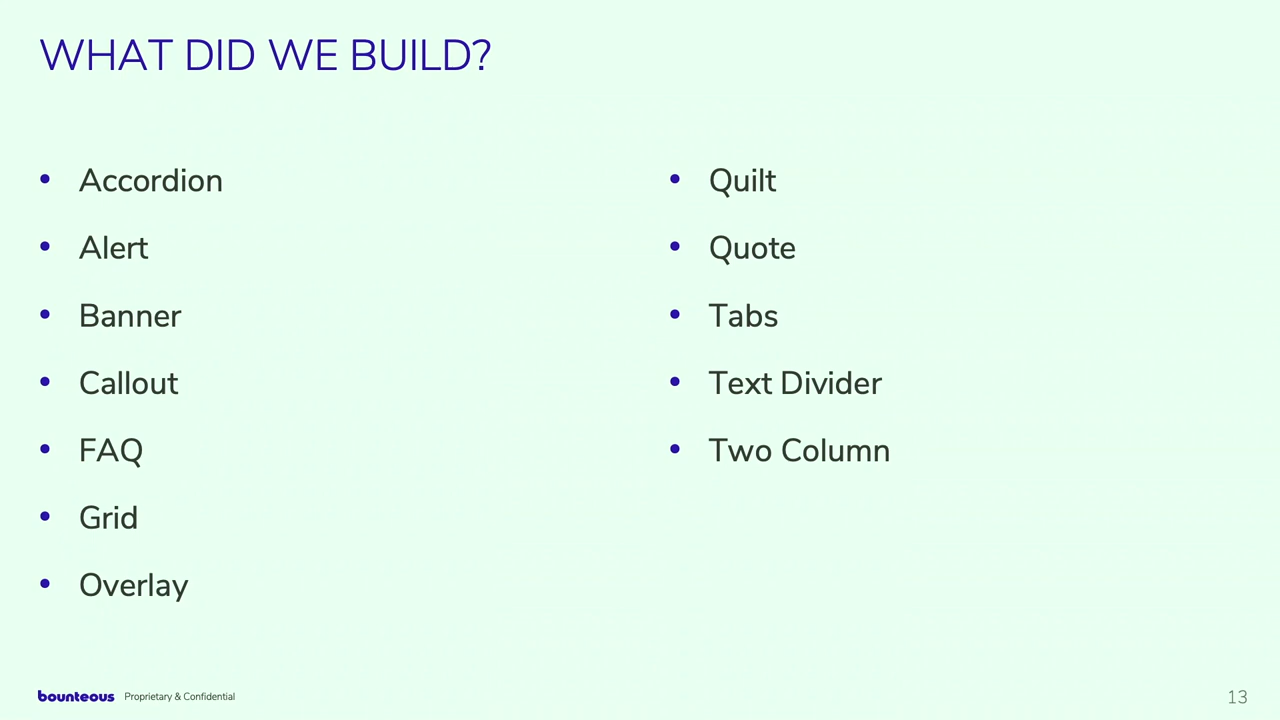 WHAT DID WE BUILD?
• Accordion
• Alert
• Banner
• Callout
• FAQ
• Grid
• Overlay
• Quilt
• Quote
• Tabs
• Text Divider
• Two Column
bounteous Proprietary & Confidential
13